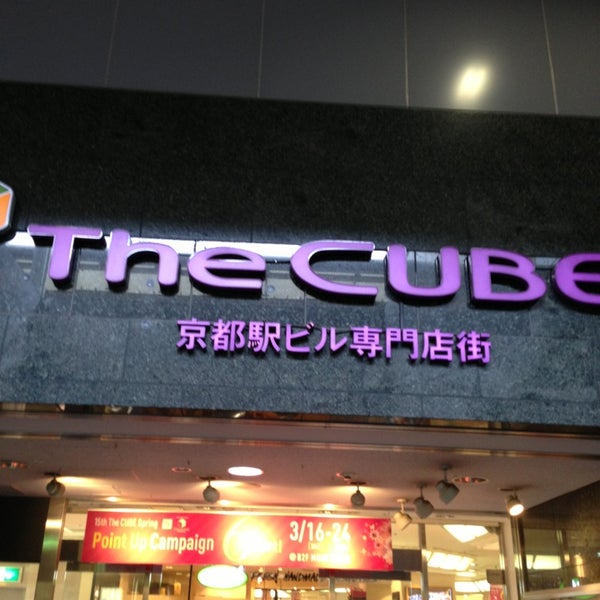 The CUBE
京都駅ビル専門店街
15th The CUBE Spring
Point Up Campaign
3/16-24
@ B2F